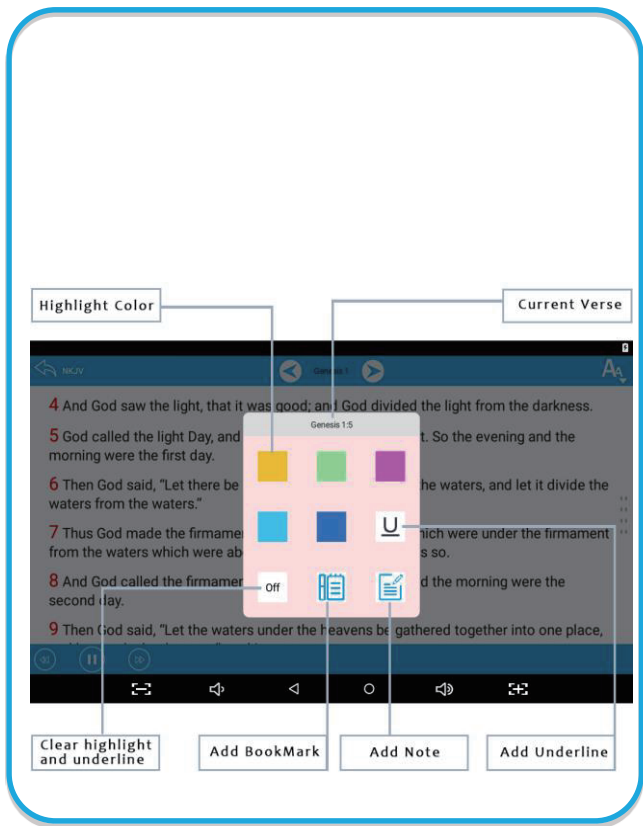 Highlight Color
Current Verse
NKJV
Genesis 1
AA
4 And God saw the light, that it was good; and God divided the light from the darkness.
Genesis 1:5
5 God called the light Day, and t. So the evening and the
morning were the first day.
6 Then God said, "Let there be he waters, and let it divide the
waters from the waters."
7 Thus God made the firmame hich were under the firmament
from the waters which were ab s so.
U
8 And God called the firmame d the morning were the
second day.
Off
9 Then God said, "Let the waters under the heavens be gathered together into one place,
Clear highlight
and underline
Add BookMark
Add Note
Add Underline